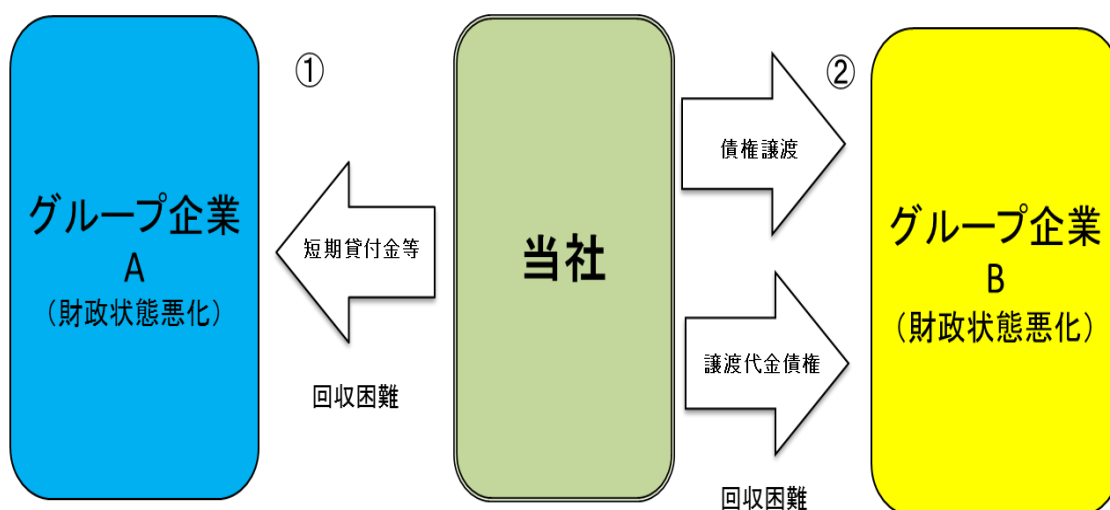 グループ企業
A
(財政状態悪化)
①
短期貸付金等
回収困難
当社
②
債権譲渡
譲渡代金債権
回収困難
グループ企業
B
(財政状態悪化)